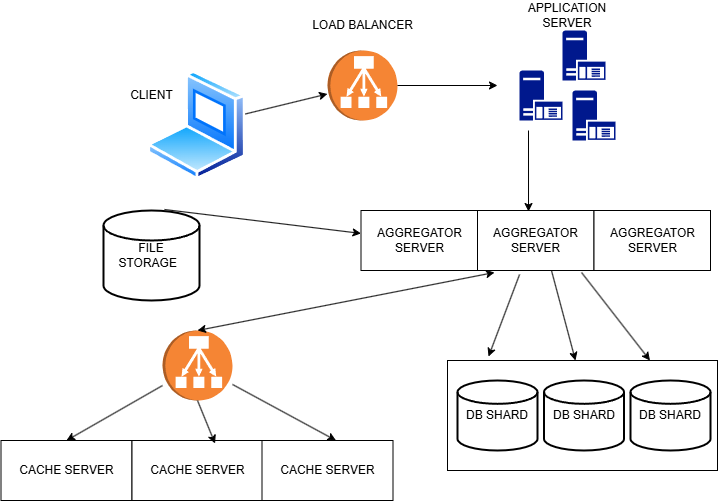 LOAD BALANCER
APPLICATION
SERVER
CLIENT
FILE
STORAGE
AGGREGATOR
SERVER
AGGREGATOR
SERVER
AGGREGATOR
SERVER
DB SHARD
DB SHARD
DB SHARD
CACHE SERVER
CACHE SERVER
CACHE SERVER